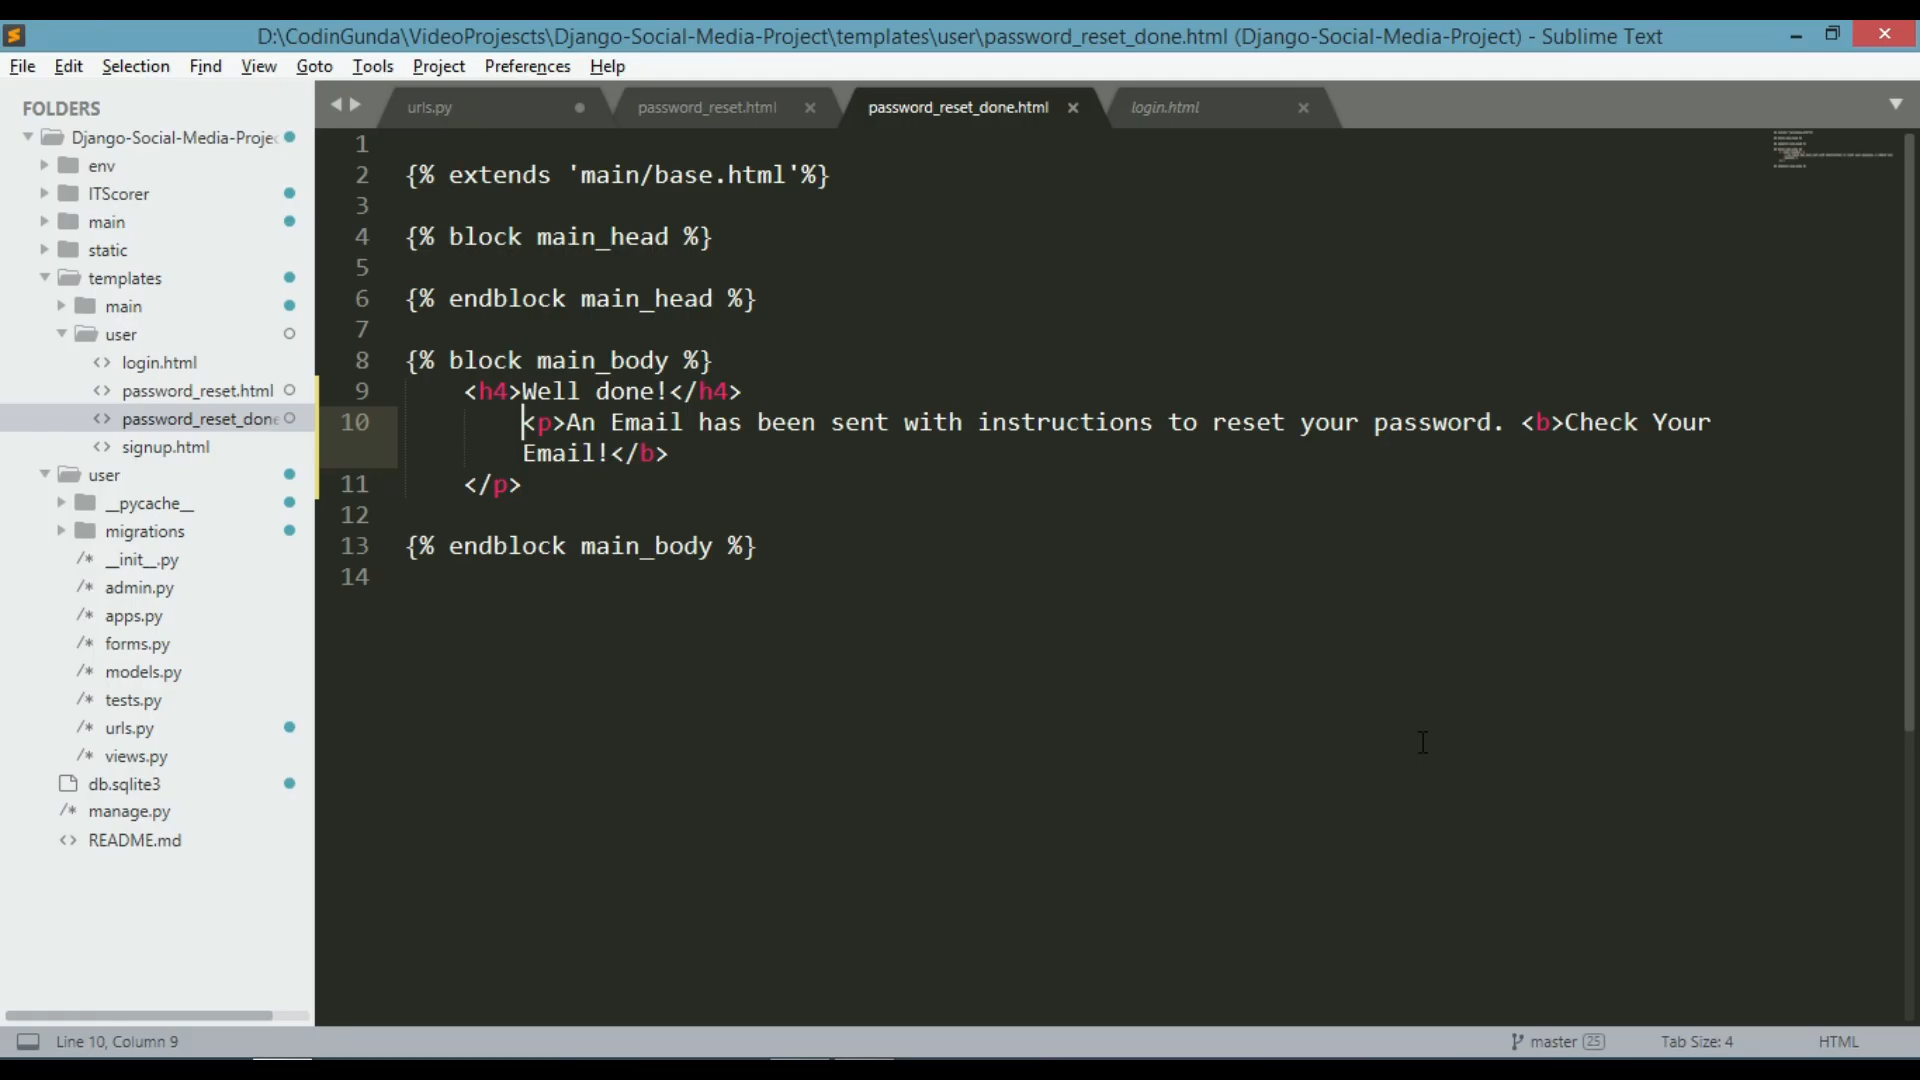 D:\CodinGunda\VideoProjescts\Django-Social-Media-Project\templates\user\password_reset_done.html (Django-Social-Media-Project) - Sublime Text
File Edit Selection Find View Goto Tools Project Preferences Help
FOLDERS
Django-Social-Media-Projec
env
ITScorer
main
static
templates
main
user
login.html
password_reset.html
password_reset_done
signup.html
user
__pycache__
migrations
/* __init__.py
/* admin.py
/* apps.py
/* forms.py
/* models.py
/* tests.py
/* urls.py
/* views.py
db.sqlite3
/* manage.py
<> README.md
urls.py password_reset.html password_reset_done.html login.html
1
2 {% extends 'main/base.html'%}
3
4 {% block main_head %}
5
6 {% endblock main_head %}
7
8 {% block main_body %}
9 <h4>Well done!</h4>
10 <p>An Email has been sent with instructions to reset your password. <b>Check Your
Email!</b>
11 </p>
12
13 {% endblock main_body %}
14
Line 10, Column 9 master 25 Tab Size: 4 HTML